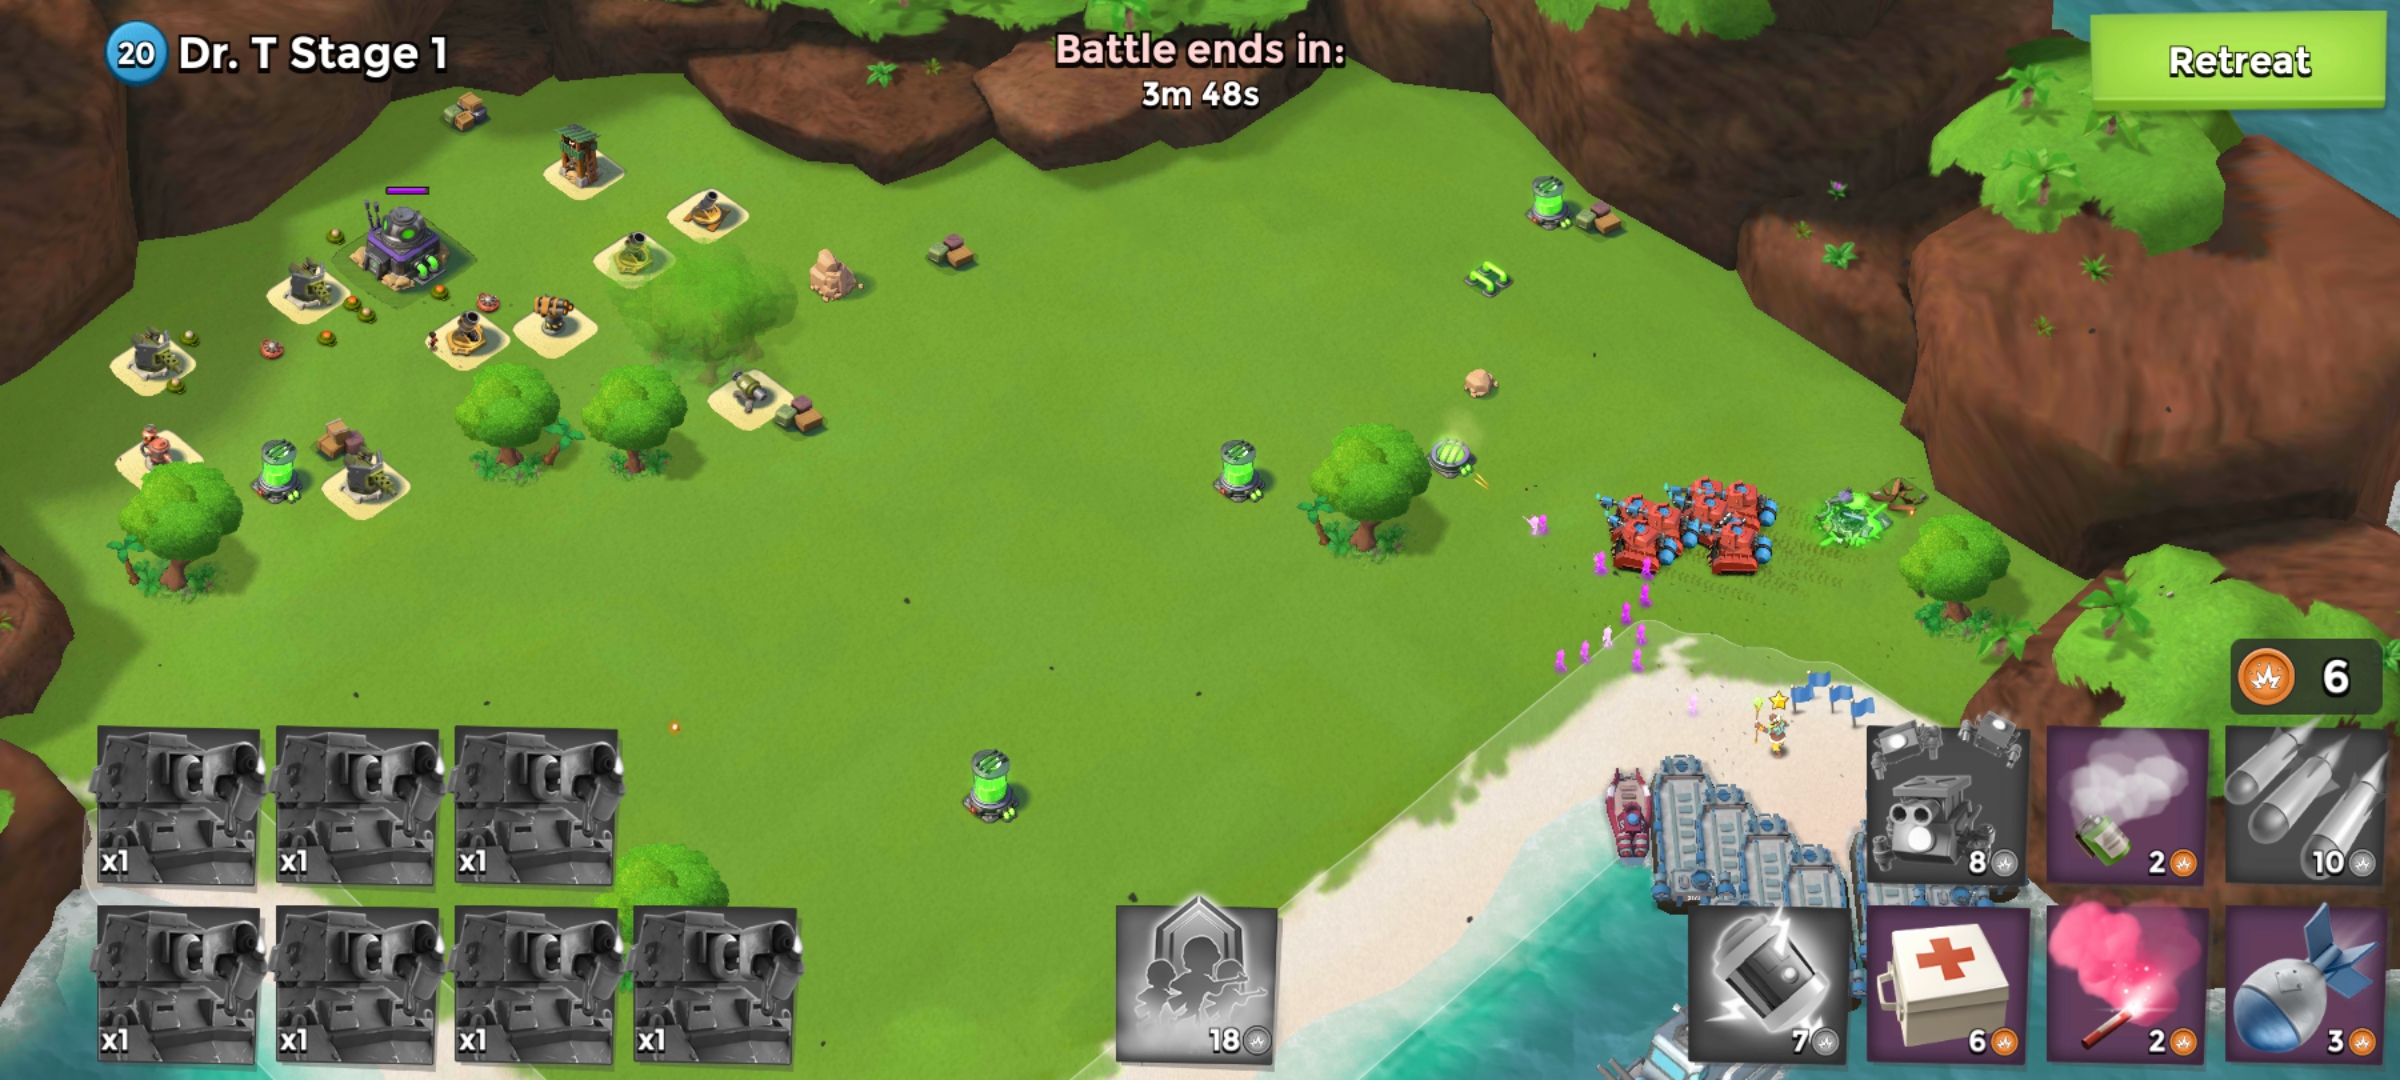 20 Dr. T Stage 1
Battle ends in:
3m 48s
Retreat
6
x1 x1 x1
8 2 10
x1 x1 x1 x1
18 7 6 2 3